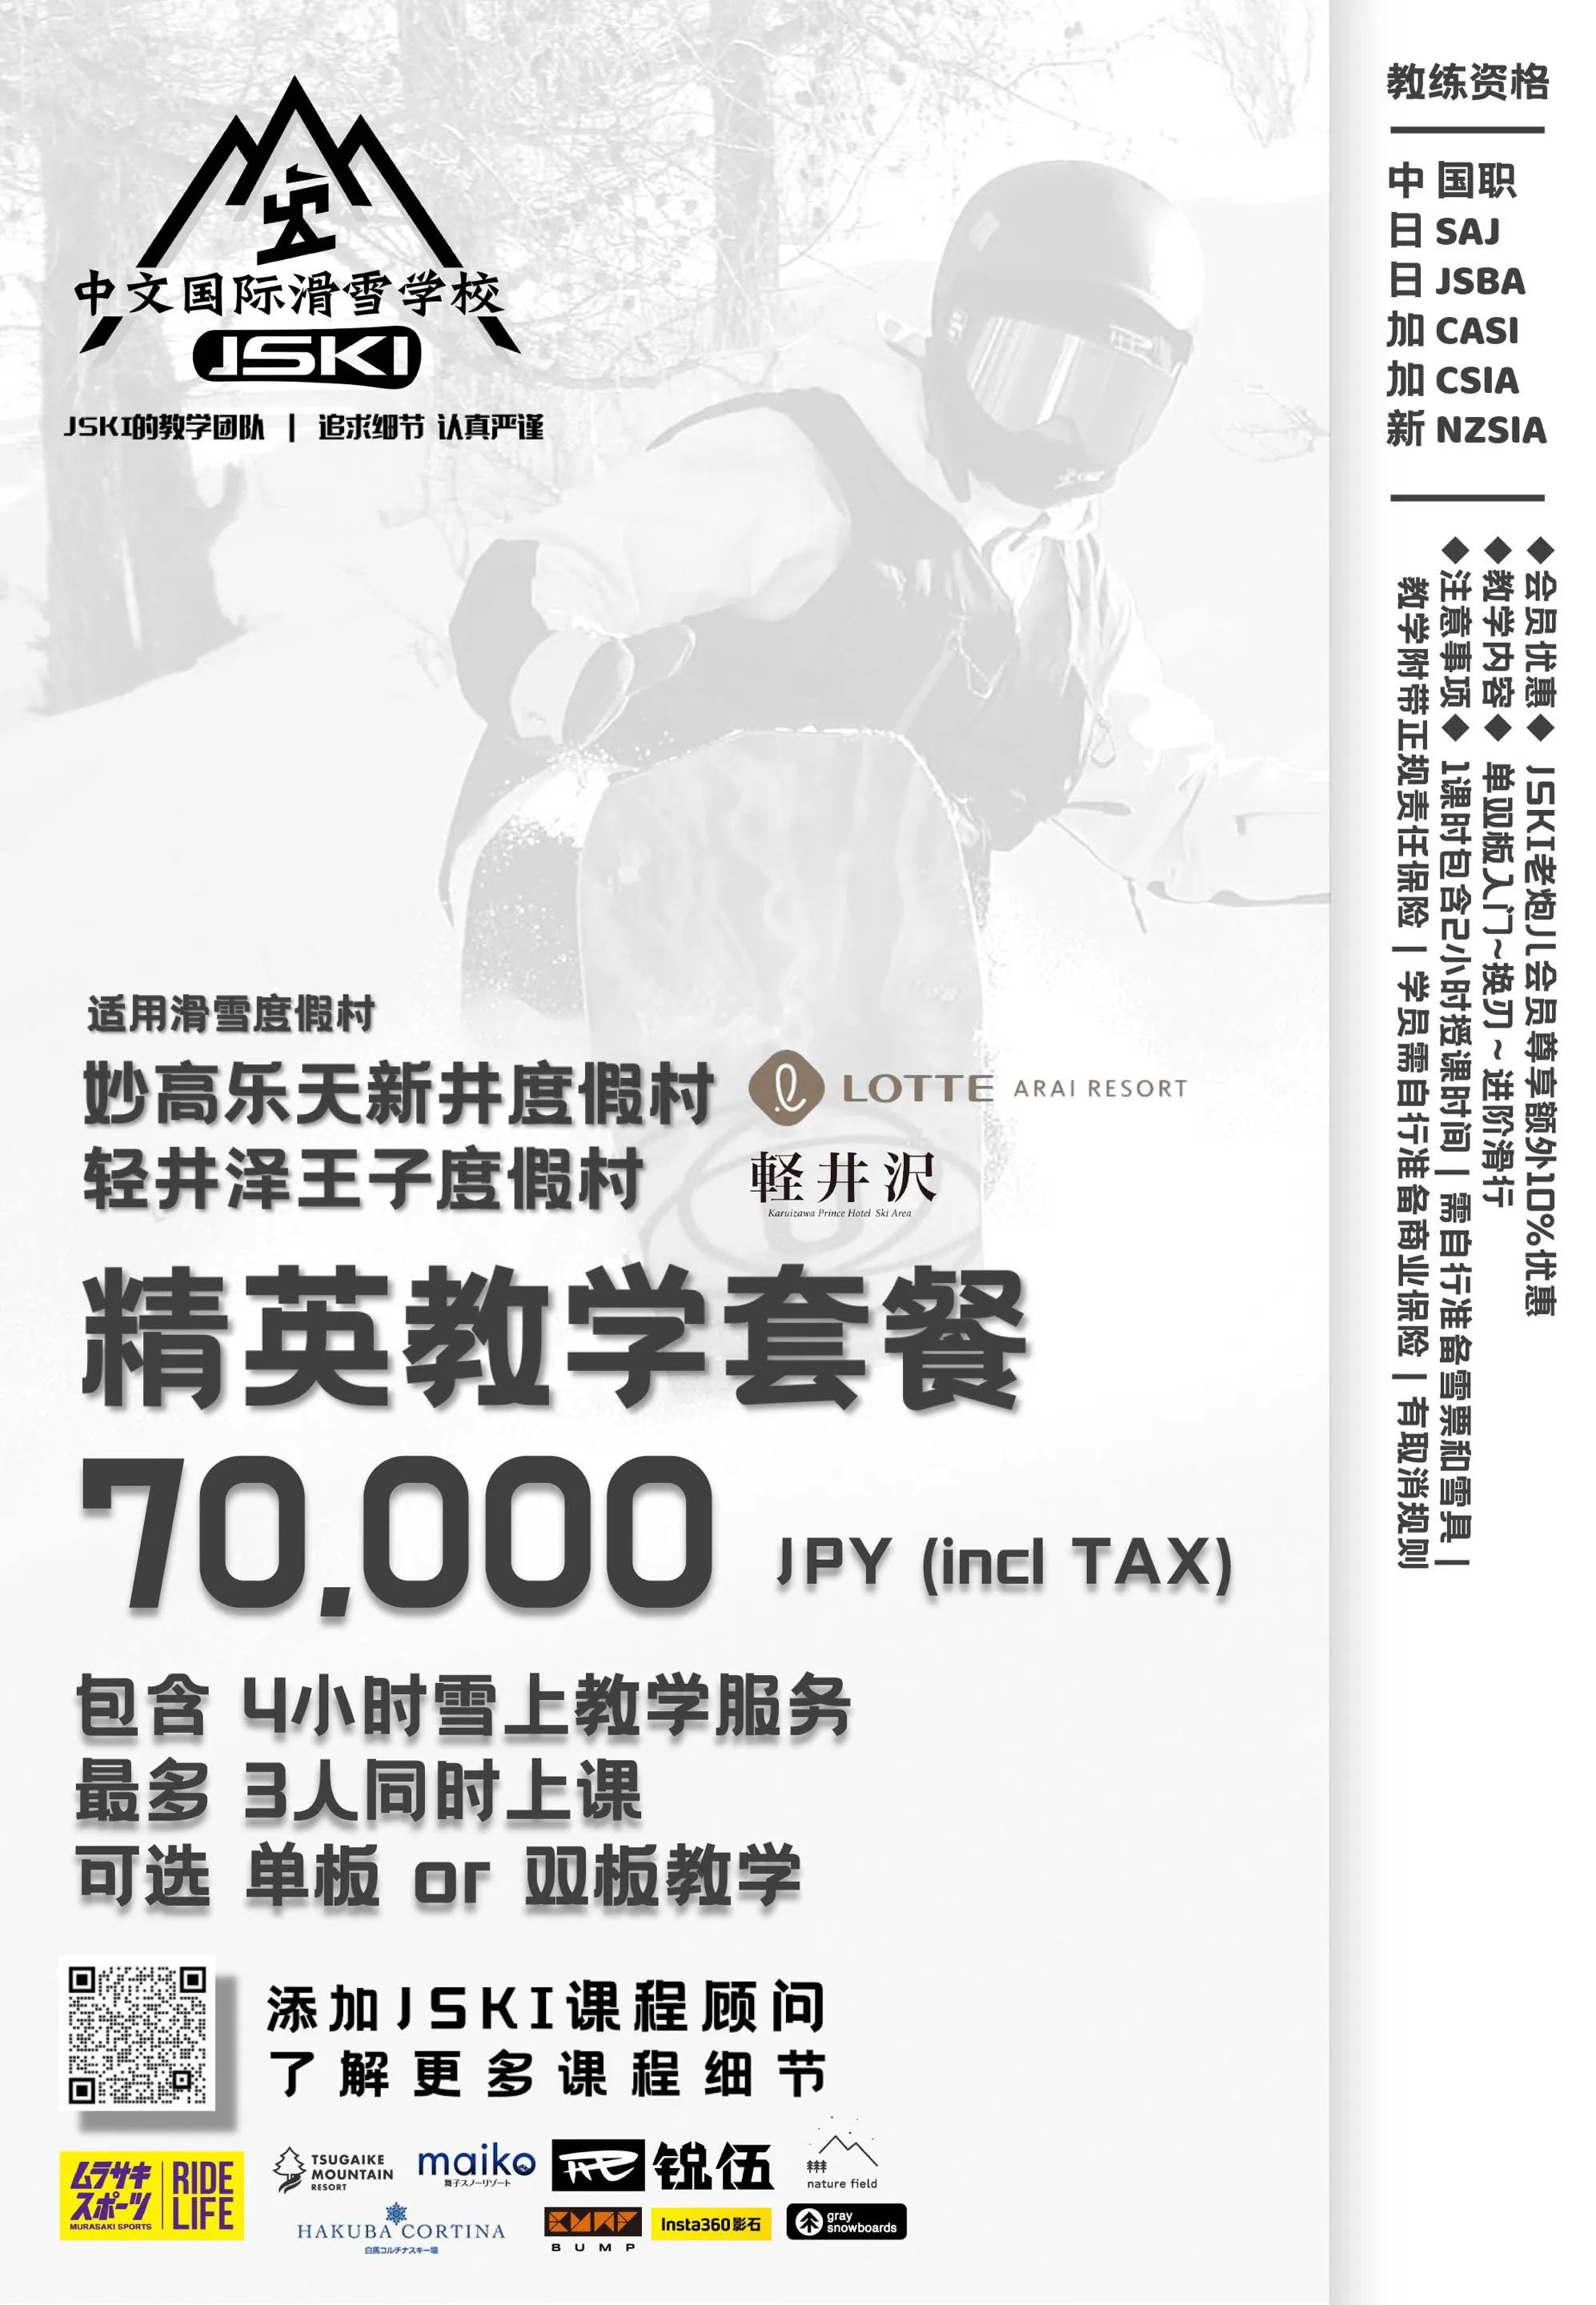 中文国际滑雪学校
JSKI
JSKI的教学团队 | 追求细节 认真严谨
适用滑雪度假村
妙高乐天新井度假村
LOTTE ARAI RESORT
轻井泽王子度假村
軽井沢
Karuizawa Prince Hotel Ski Area
精英教学套餐
70,000 JPY (incl TAX)
包含 4小时雪上教学服务
最多 3人同时上课
可选 单板 or 双板教学
添加JSKI课程顾问
了解更多课程细节
ムラサキ
スポーツ
MURASAKI SPORTS
RIDE
LIFE
TSUGAIKE
MOUNTAIN
RESORT
maiko
舞子スノーリゾート
锐伍
nature field
HAKUBA CORTINA
白馬コルチナスキー場
BUMP
Insta360影石
gray
snowboards
教练资格
中 国职
日 SAJ
日 JSBA
加 CASI
加 CSIA
新 NZSIA
◆会员优惠◆ JSKI老炮儿会员尊享额外10%优惠
◆教学内容◆ 单双板入门~换刃~进阶滑行
◆注意事项◆ 1课时包含2小时授课时间 | 需自行准备雪票和雪具 |
教学附带正规责任保险 | 学员需自行准备商业保险 | 有取消规则